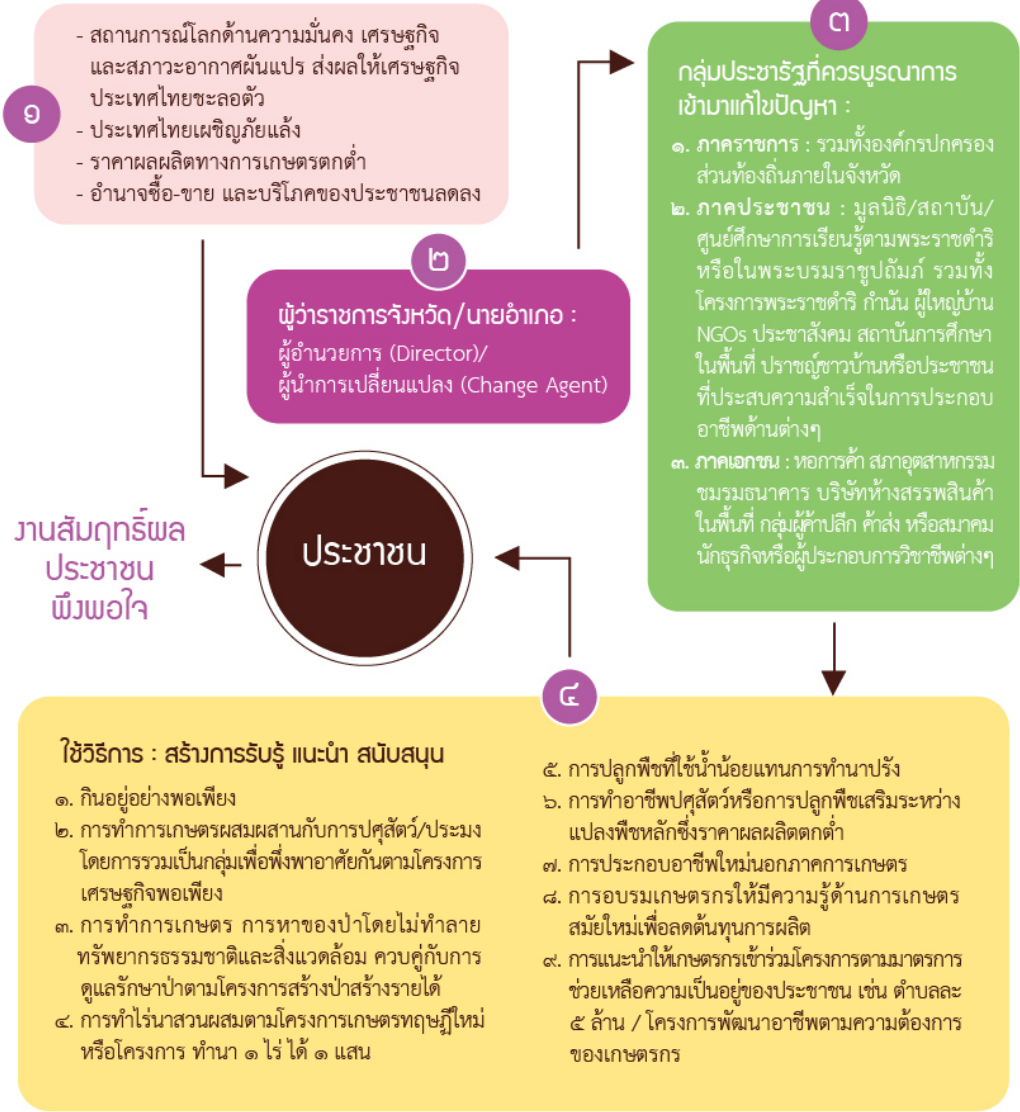 ๑
- สถานการณ์โลกด้านความมั่นคง เศรษฐกิจ
และสภาวะอากาศผันแปร ส่งผลให้เศรษฐกิจ
ประเทศไทยชะลอตัว
- ประเทศไทยเผชิญภัยแล้ง
- ราคาผลผลิตทางการเกษตรตกต่ำ
- อำนาจซื้อ-ขาย และบริโภคของประชาชนลดลง
๒
ผู้ว่าราชการจังหวัด/นายอำเภอ :
ผู้อำนวยการ (Director)/
ผู้นำการเปลี่ยนแปลง (Change Agent)
๓
กลุ่มประชารัฐที่ควรบูรณาการ
เข้ามาแก้ไขปัญหา :
๑. ภาคราชการ : รวมทั้งองค์กรปกครอง
ส่วนท้องถิ่นภายในจังหวัด
๒. ภาคประชาชน : มูลนิธิ/สถาบัน/
ศูนย์ศึกษาการเรียนรู้ตามพระราชดำริ
หรือในพระบรมราชูปถัมภ์ รวมทั้ง
โครงการพระราชดำริ กำนัน ผู้ใหญ่บ้าน
NGOs ประชาสังคม สถาบันการศึกษา
ในพื้นที่ ปราชญ์ชาวบ้านหรือประชาชน
ที่ประสบความสำเร็จในการประกอบ
อาชีพด้านต่างๆ
๓. ภาคเอกชน : หอการค้า สภาอุตสาหกรรม
ชมรมธนาคาร บริษัทห้างสรรพสินค้า
ในพื้นที่ กลุ่มผู้ค้าปลีก ค้าส่ง หรือสมาคม
นักธุรกิจหรือผู้ประกอบการวิชาชีพต่างๆ
ประชาชน
งานสัมฤทธิ์ผล
ประชาชน
พึงพอใจ
๔
ใช้วิธีการ : สร้างการรับรู้ แนะนำ สนับสนุน
๑. กินอยู่อย่างพอเพียง
๒. การทำการเกษตรผสมผสานกับการปศุสัตว์/ประมง
โดยการรวมเป็นกลุ่มเพื่อพึ่งพาอาศัยกันตามโครงการ
เศรษฐกิจพอเพียง
๓. การทำการเกษตร การหาของป่าโดยไม่ทำลาย
ทรัพยากรธรรมชาติและสิ่งแวดล้อม ควบคู่กับการ
ดูแลรักษาป่าตามโครงการสร้างป่าสร้างรายได้
๔. การทำไร่นาสวนผสมตามโครงการเกษตรทฤษฎีใหม่
หรือโครงการ ทำนา ๑ ไร่ ได้ ๑ แสน
๕. การปลูกพืชที่ใช้น้ำน้อยแทนการทำนาปรัง
๖. การทำอาชีพปศุสัตว์หรือการปลูกพืชเสริมระหว่าง
แปลงพืชหลักซึ่งราคาผลผลิตตกต่ำ
๗. การประกอบอาชีพใหม่นอกภาคการเกษตร
๘. การอบรมเกษตรกรให้มีความรู้ด้านการเกษตร
สมัยใหม่เพื่อลดต้นทุนการผลิต
๙. การแนะนำให้เกษตรกรเข้าร่วมโครงการตามมาตรการ
ช่วยเหลือความเป็นอยู่ของประชาชน เช่น ตำบลละ
๕ ล้าน / โครงการพัฒนาอาชีพตามความต้องการ
ของเกษตรกร